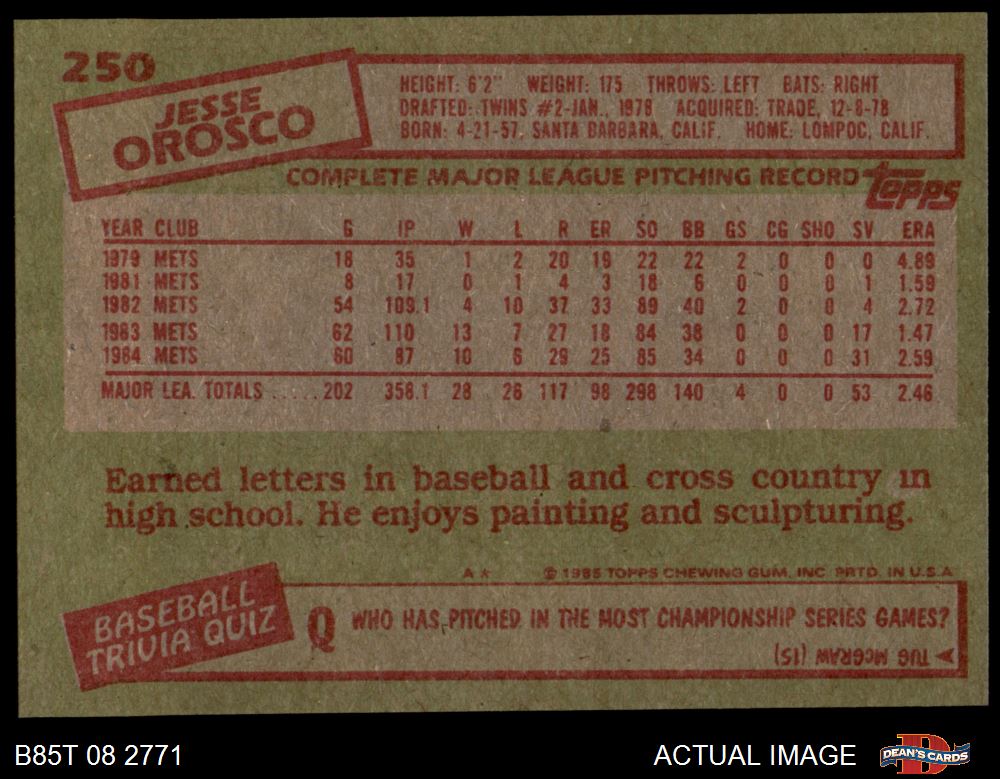 250
JESSE
OROSCO
HEIGHT: 6'2" WEIGHT: 175 THROWS: LEFT BATS: RIGHT
DRAFTED: TWINS #2-JAN., 1978 ACQUIRED: TRADE, 12-8-78
BORN: 4-21-57, SANTA BARBARA, CALIF. HOME: LOMPOC, CALIF.
COMPLETE MAJOR LEAGUE PITCHING RECORD topps
YEAR CLUB G IP W L R ER SO BB GS CG SHO SV ERA
1979 METS 18 35 1 2 20 19 22 22 2 0 0 0 4.89
1981 METS 8 17 0 1 4 3 18 6 0 0 0 1 1.59
1982 METS 54 109.1 4 10 37 33 89 40 2 0 0 4 2.72
1983 METS 62 110 13 7 27 18 84 38 0 0 0 17 1.47
1984 METS 60 87 10 6 29 25 85 34 0 0 0 31 2.59
MAJOR LEA. TOTALS ..... 202 358.1 28 26 117 98 298 140 4 0 0 53 2.46
Earned letters in baseball and cross country in
high school. He enjoys painting and sculpturing.
A* © 1985 TOPPS CHEWING GUM, INC. PRTD. IN U.S.A.
BASEBALL
TRIVIA QUIZ
Q WHO HAS PITCHED IN THE MOST CHAMPIONSHIP SERIES GAMES?
TUG McGRAW (15)
B85T 08 2771 ACTUAL IMAGE DEAN'S CARDS